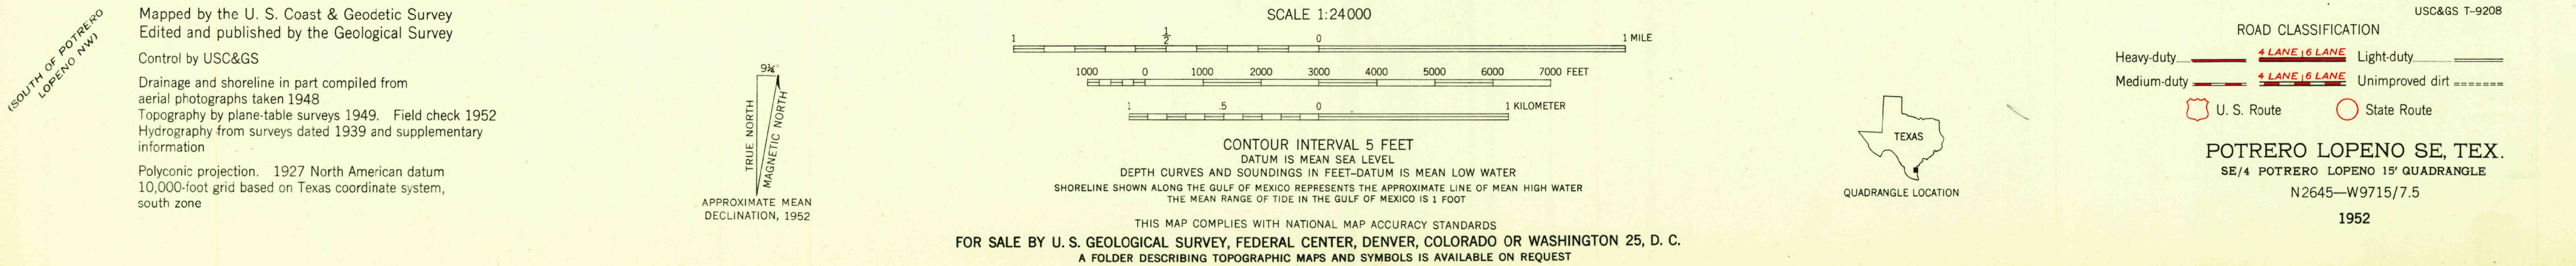 (SOUTH OF POTRERO
LOPENO NW)
Mapped by the U. S. Coast & Geodetic Survey
Edited and published by the Geological Survey
Control by USC&GS
Drainage and shoreline in part compiled from
aerial photographs taken 1948
Topography by plane-table surveys 1949. Field check 1952
Hydrography from surveys dated 1939 and supplementary
information
Polyconic projection. 1927 North American datum
10,000-foot grid based on Texas coordinate system,
south zone
9¾°
TRUE NORTH
MAGNETIC NORTH
APPROXIMATE MEAN
DECLINATION, 1952
SCALE 1:24000
1 ½ 0 1 MILE
1000 0 1000 2000 3000 4000 5000 6000 7000 FEET
1 .5 0 1 KILOMETER
CONTOUR INTERVAL 5 FEET
DATUM IS MEAN SEA LEVEL
DEPTH CURVES AND SOUNDINGS IN FEET-DATUM IS MEAN LOW WATER
SHORELINE SHOWN ALONG THE GULF OF MEXICO REPRESENTS THE APPROXIMATE LINE OF MEAN HIGH WATER
THE MEAN RANGE OF TIDE IN THE GULF OF MEXICO IS 1 FOOT
THIS MAP COMPLIES WITH NATIONAL MAP ACCURACY STANDARDS
FOR SALE BY U. S. GEOLOGICAL SURVEY, FEDERAL CENTER, DENVER, COLORADO OR WASHINGTON 25, D. C.
A FOLDER DESCRIBING TOPOGRAPHIC MAPS AND SYMBOLS IS AVAILABLE ON REQUEST
TEXAS
QUADRANGLE LOCATION
USC&GS T-9208
ROAD CLASSIFICATION
Heavy-duty 4 LANE 6 LANE Light-duty
Medium-duty 4 LANE 6 LANE Unimproved dirt
U. S. Route State Route
POTRERO LOPENO SE, TEX.
SE/4 POTRERO LOPENO 15' QUADRANGLE
N2645—W9715/7.5
1952